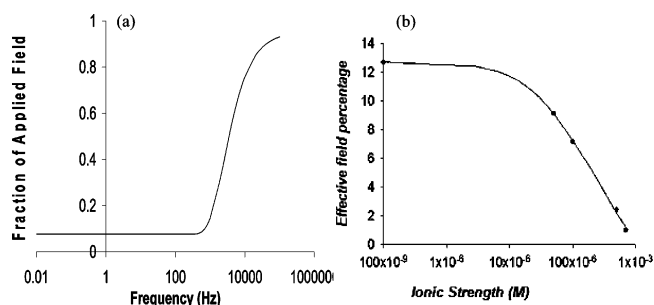 (a)
Fraction of Applied Field
1
0.8
0.6
0.4
0.2
0
0.01 1 100 10000 1000000
Frequency (Hz)
(b)
Effective field percentage
14
12
10
8
6
4
2
0
100x10-9 1x10-6 10x10-6 100x10-6 1x10-3
Ionic Strength (M)